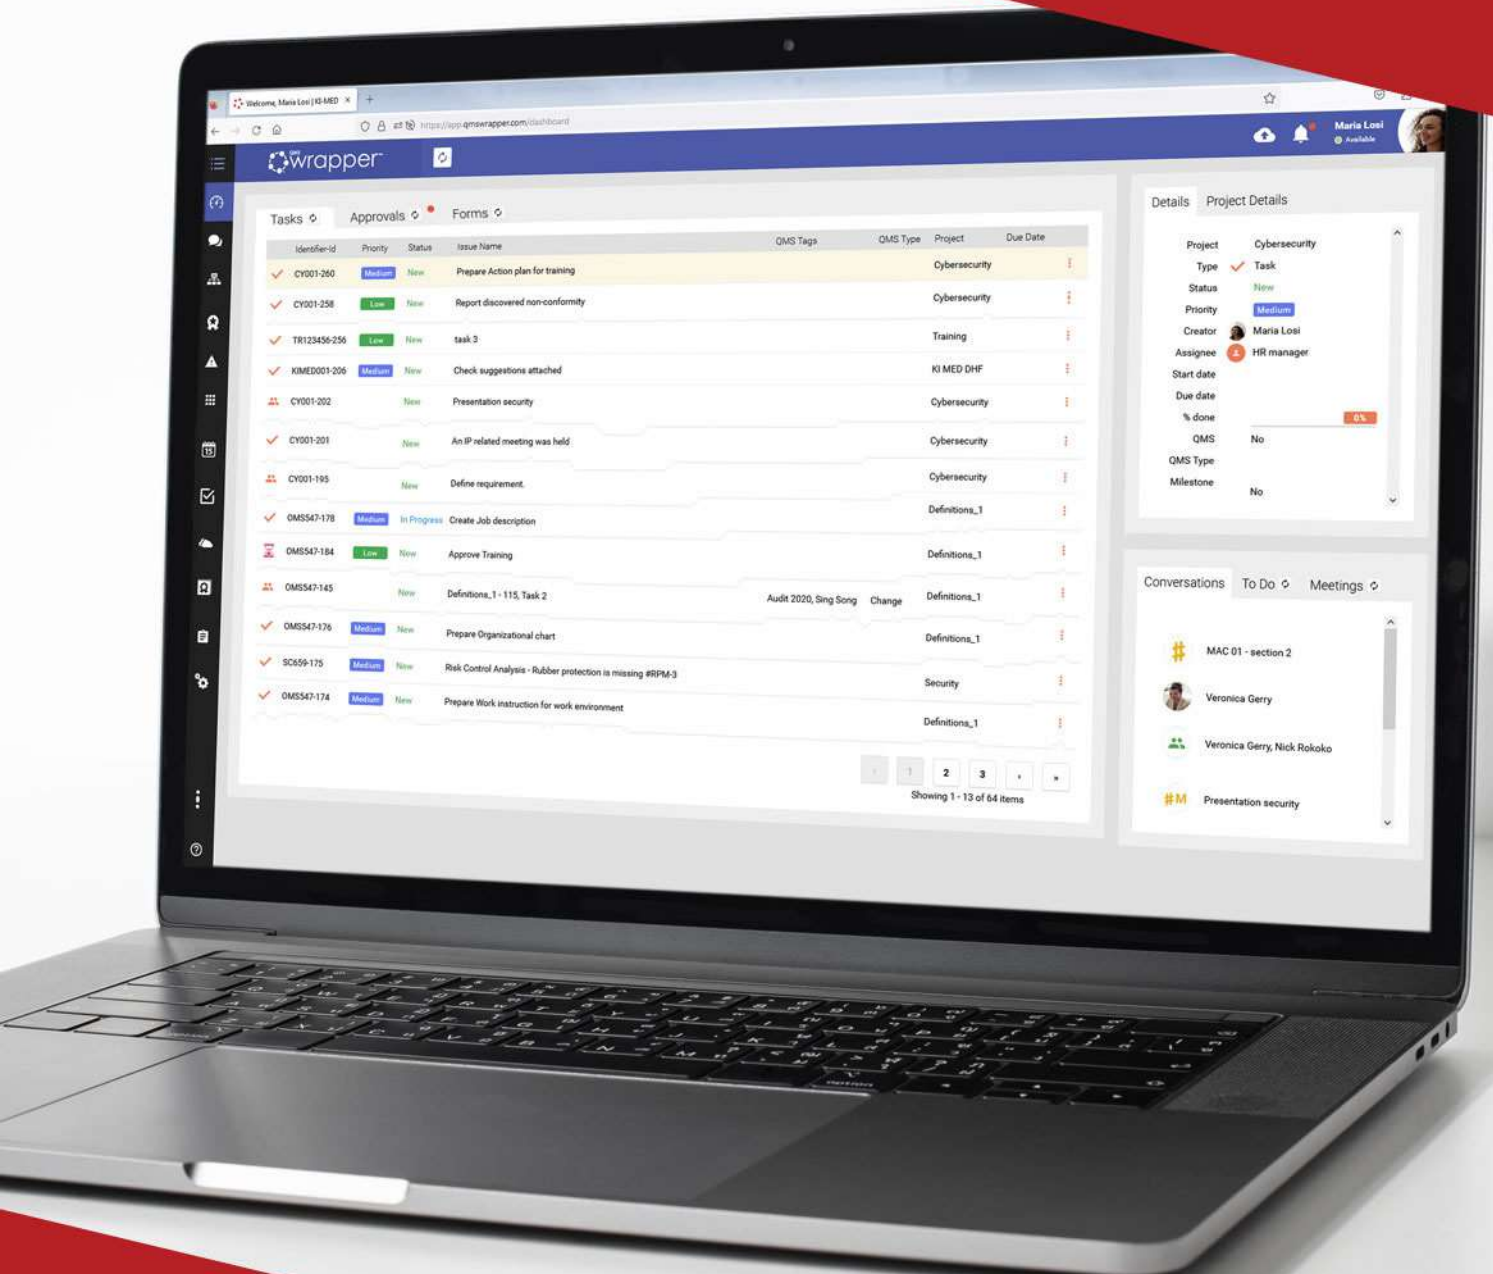 Welcome, Maria Losi | KI-MED
https://app.qmswrapper.com/dashboard
QMS wrapper
Maria Losi
Available
Tasks Approvals Forms
Identifier-Id Priority Status Issue Name QMS Tags QMS Type Project Due Date
CY001-260 Medium New Prepare Action plan for training Cybersecurity
CY001-258 Low New Report discovered non-conformity Cybersecurity
TR123456-256 Low New task 3 Training
KIMED001-206 Medium New Check suggestions attached KI MED DHF
CY001-202 New Presentation security Cybersecurity
CY001-201 New An IP related meeting was held Cybersecurity
CY001-195 New Define requirement. Cybersecurity
OMS547-178 Medium In Progress Create Job description Definitions_1
OMS547-184 Low New Approve Training Definitions_1
OMS547-145 New Definitions_1 - 115, Task 2 Audit 2020, Sing Song Change Definitions_1
OMS547-176 Medium New Prepare Organizational chart Definitions_1
SC659-175 Medium New Risk Control Analysis - Rubber protection is missing #RPM-3 Security
OMS547-174 Medium New Prepare Work instruction for work environment Definitions_1
1 2 3
Showing 1 - 13 of 64 items
Details Project Details
Project Cybersecurity
Type Task
Status New
Priority Medium
Creator Maria Losi
Assignee HR manager
Start date
Due date
% done 0%
QMS No
QMS Type
Milestone No
Conversations To Do Meetings
# MAC 01 - section 2
Veronica Gerry
Veronica Gerry, Nick Rokoko
#M Presentation security
15
option